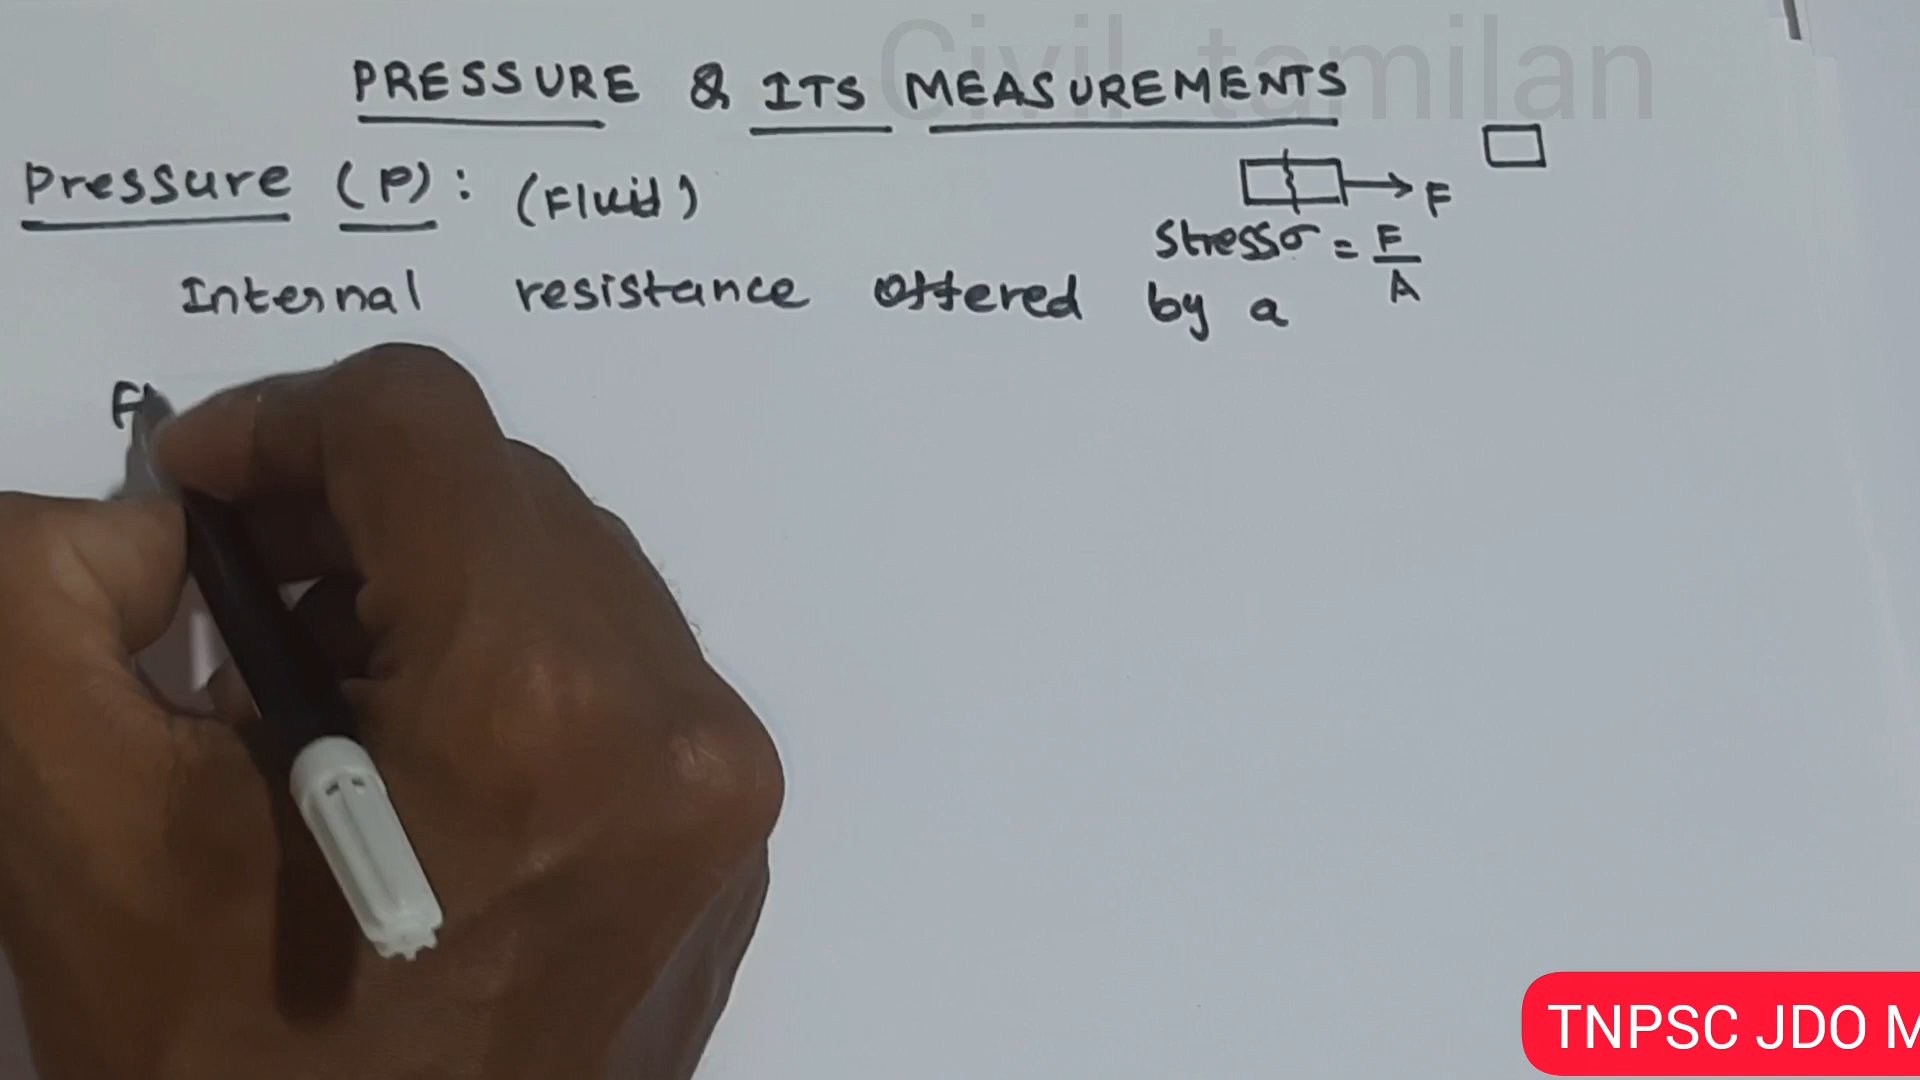 Civil tamilan
PRESSURE & ITS MEASUREMENTS
Pressure (P): (Fluid)
F
Stress σ = F/A
Internal resistance offered by a
TNPSC JDO M